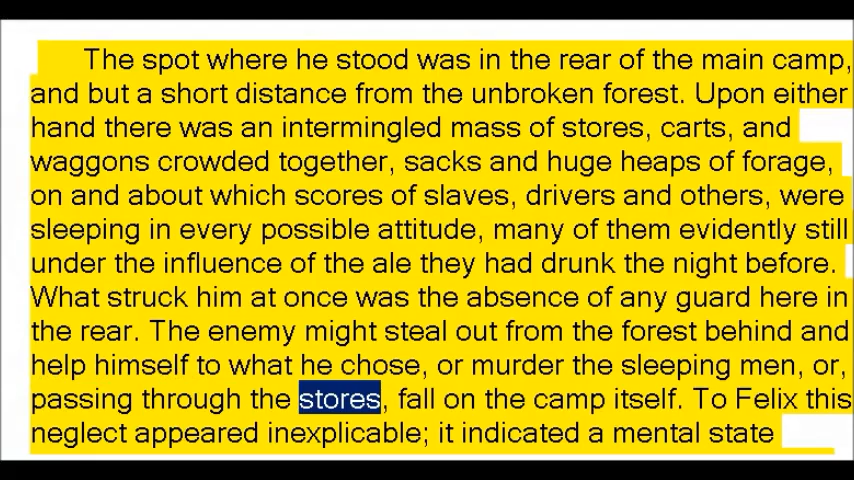 The spot where he stood was in the rear of the main camp,
and but a short distance from the unbroken forest. Upon either
hand there was an intermingled mass of stores, carts, and
waggons crowded together, sacks and huge heaps of forage,
on and about which scores of slaves, drivers and others, were
sleeping in every possible attitude, many of them evidently still
under the influence of the ale they had drunk the night before.
What struck him at once was the absence of any guard here in
the rear. The enemy might steal out from the forest behind and
help himself to what he chose, or murder the sleeping men, or,
passing through the stores, fall on the camp itself. To Felix this
neglect appeared inexplicable; it indicated a mental state